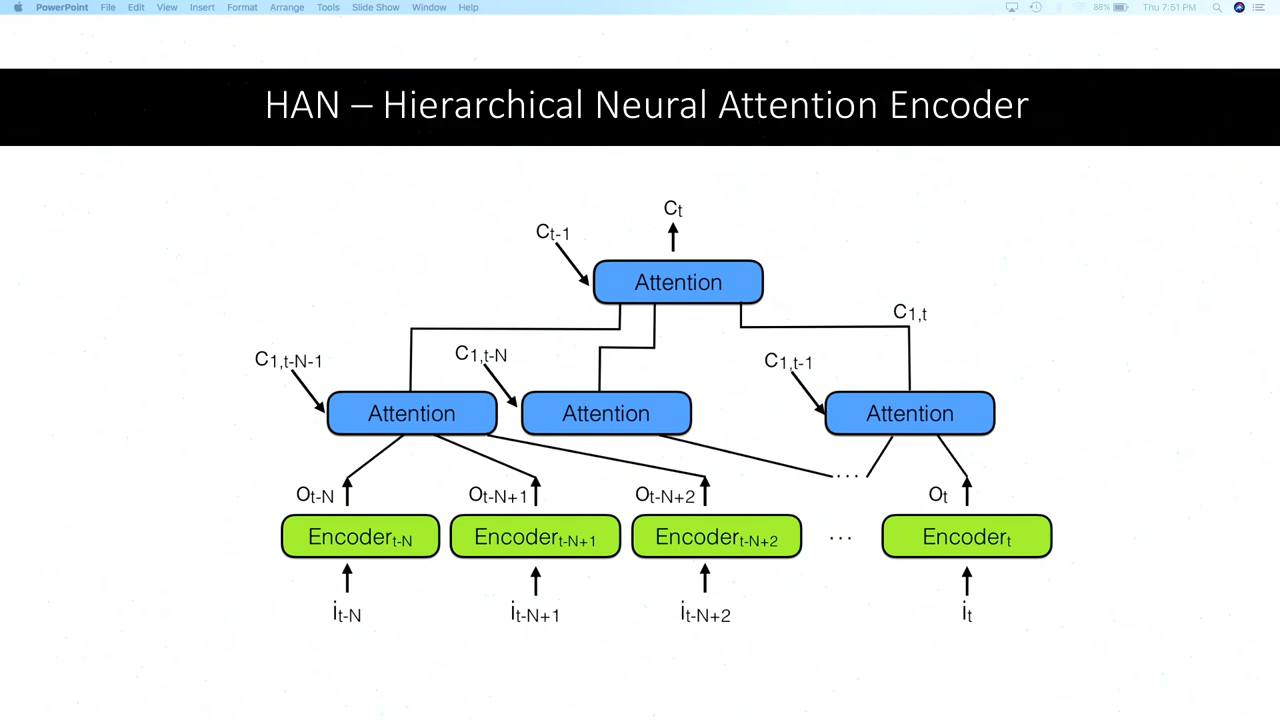 PowerPoint File Edit View Insert Format Arrange Tools Slide Show Window Help 88% Thu 7:51 PM
HAN – Hierarchical Neural Attention Encoder
Ct
Ct-1
Attention
C1,t
C1,t-N-1 C1,t-N C1,t-1
Attention Attention Attention
...
Ot-N Ot-N+1 Ot-N+2 Ot
Encodert-N Encodert-N+1 Encodert-N+2 ... Encodert
it-N it-N+1 it-N+2 it